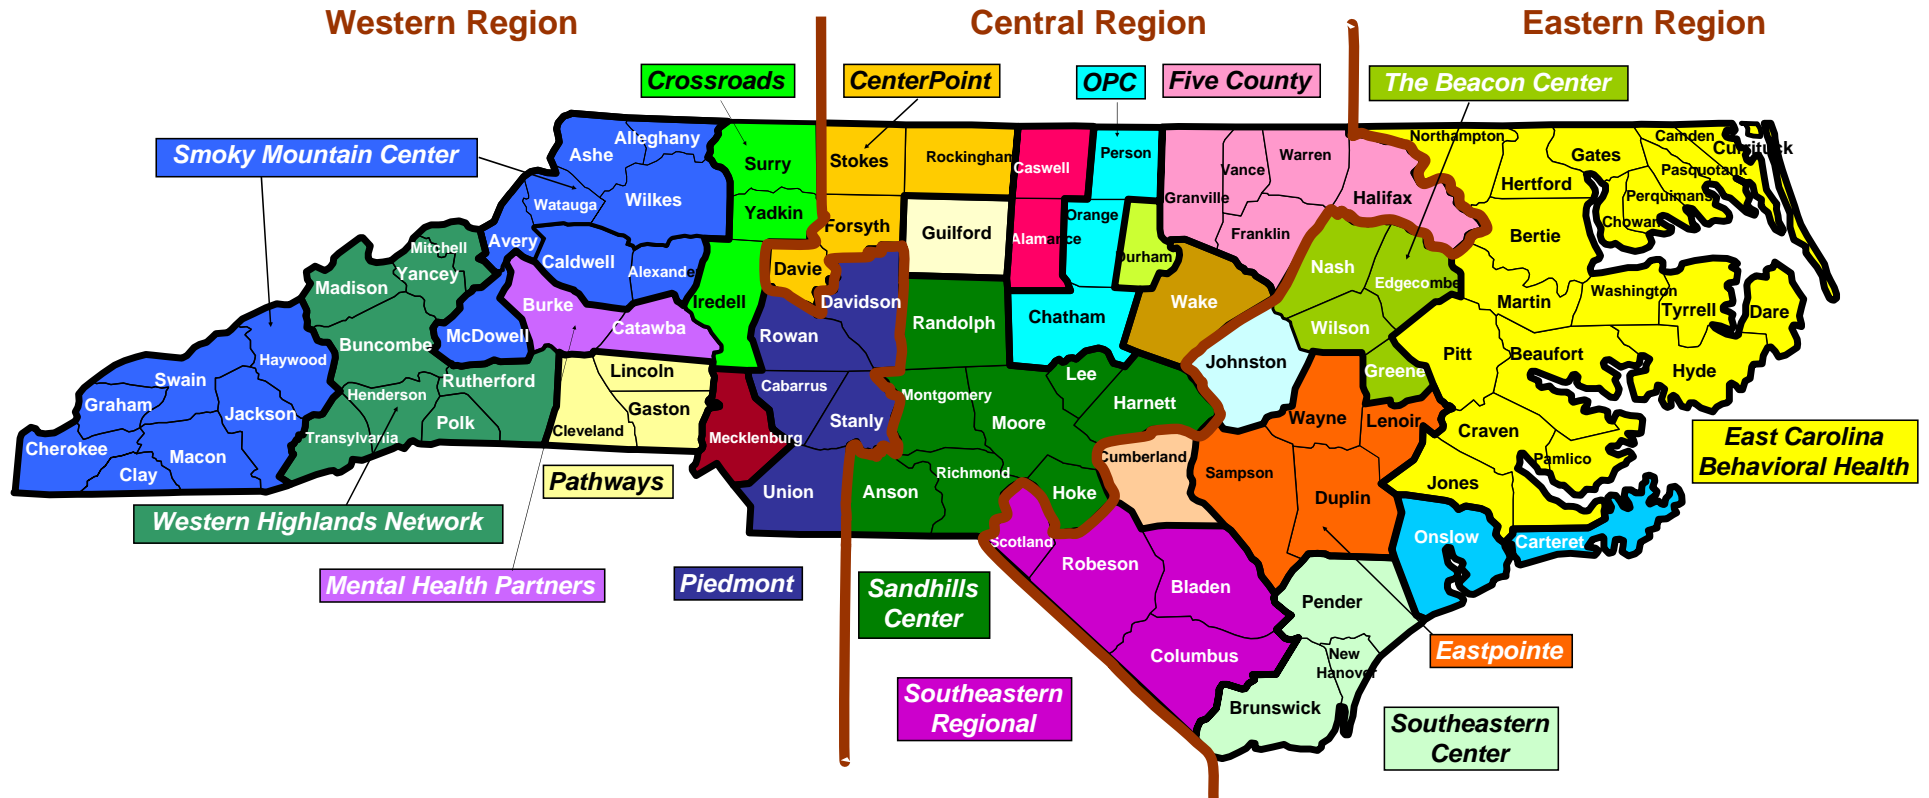 Western Region
Central Region
Eastern Region
Crossroads
CenterPoint
OPC
Five County
The Beacon Center
Smoky Mountain Center
Alleghany
Ashe
Surry
Stokes
Rockingham
Caswell
Person
Vance
Warren
Northampton
Gates
Camden
Currituck
Pasquotank
Hertford
Perquimans
Chowan
Watauga
Wilkes
Yadkin
Forsyth
Guilford
Alamance
Orange
Durham
Granville
Franklin
Halifax
Bertie
Mitchell
Avery
Yancey
Madison
Caldwell
Alexander
Iredell
Davie
Davidson
Nash
Edgecombe
Martin
Washington
Tyrrell
Dare
Burke
Catawba
McDowell
Rowan
Randolph
Chatham
Wake
Wilson
Johnston
Greene
Pitt
Beaufort
Hyde
Buncombe
Haywood
Swain
Graham
Jackson
Henderson
Rutherford
Polk
Transylvania
Cherokee
Macon
Clay
Lincoln
Gaston
Cleveland
Mecklenburg
Cabarrus
Stanly
Union
Montgomery
Moore
Lee
Harnett
Wayne
Lenoir
Craven
Pamlico
Jones
Cumberland
Sampson
Duplin
Anson
Richmond
Hoke
Scotland
Robeson
Bladen
Columbus
Onslow
Carteret
Pender
New
Hanover
Brunswick
East Carolina
Behavioral Health
Pathways
Western Highlands Network
Mental Health Partners
Piedmont
Sandhills
Center
Southeastern
Regional
Eastpointe
Southeastern
Center